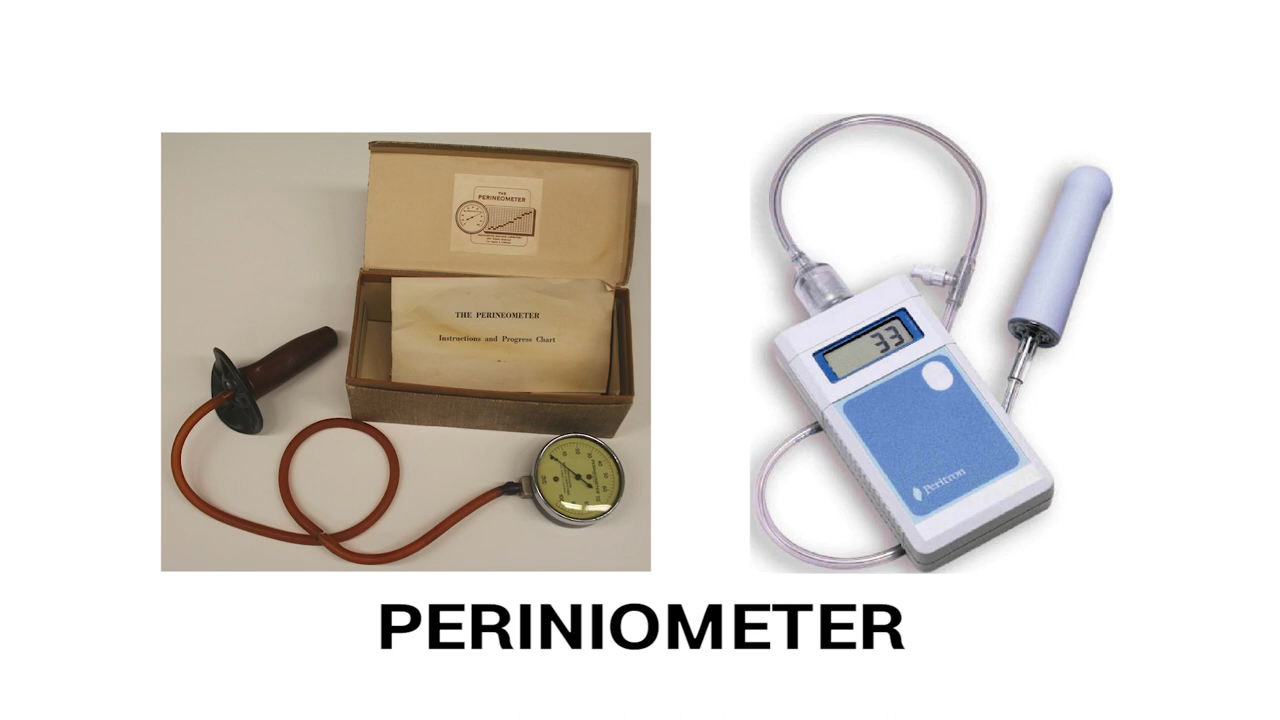 THE
PERINEOMETER
THE PERINEOMETER
Instructions and Progress Chart
33
Peritron
PERINIOMETER